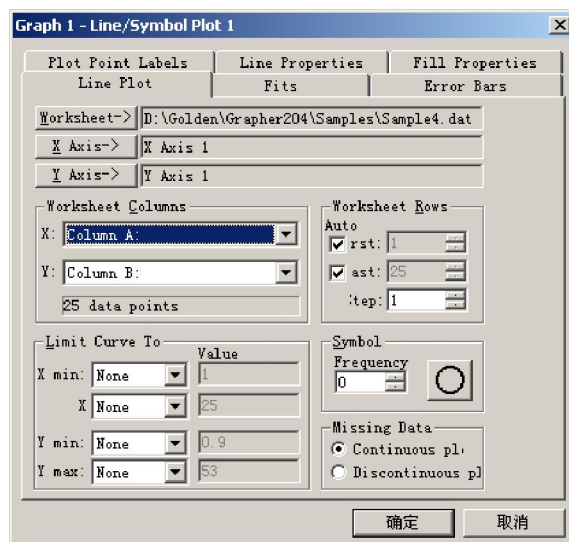 Graph 1 - Line/Symbol Plot 1
Plot Point Labels Line Properties Fill Properties
Line Plot Fits Error Bars
Worksheet-> D:\Golden\Grapher204\Samples\Sample4.dat
X Axis-> X Axis 1
Y Axis-> Y Axis 1
Worksheet Columns
X: Column A:
Y: Column B:
25 data points
Worksheet Rows
Auto
rst: 1
ast: 25
tep: 1
Limit Curve To
Value
X min: None 1
X None 25
Y min: None 0.9
Y max: None 53
Symbol
Frequency
0
Missing Data
Continuous pl
Discontinuous pl
确定 取消